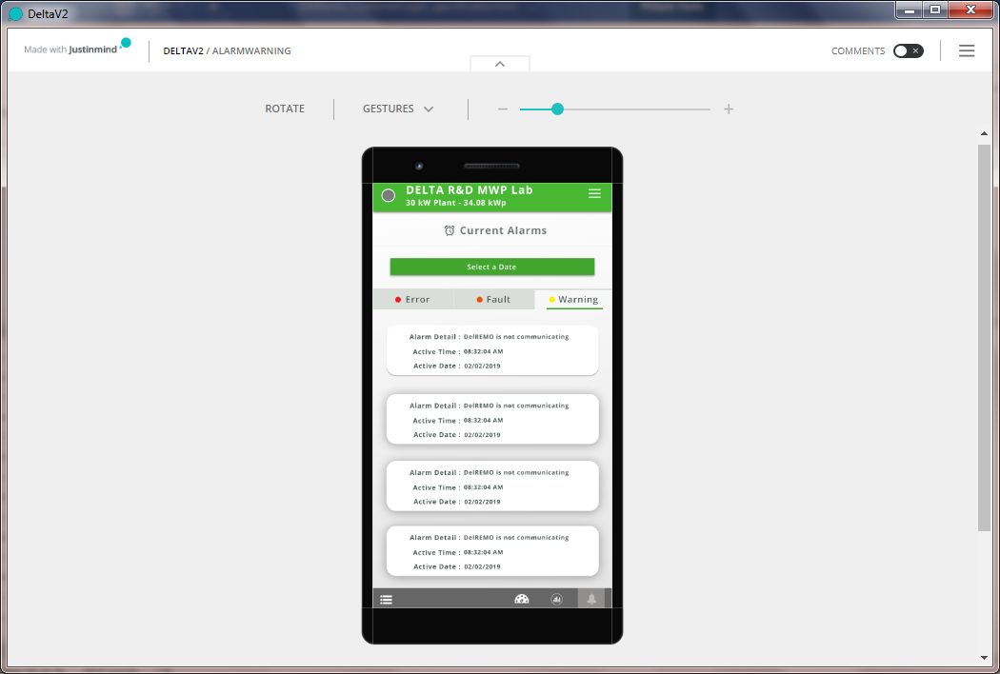 DeltaV2
Made with Justinmind
DELTAV2 / ALARMWARNING
COMMENTS
ROTATE
GESTURES
DELTA R&D MWP Lab
30 kW Plant - 34.08 kWp
Current Alarms
Select a Date
Error Fault Warning
Alarm Detail : DelREMO is not communicating
Active Time : 08:32:04 AM
Active Date : 02/02/2019
Alarm Detail : DelREMO is not communicating
Active Time : 08:32:04 AM
Active Date : 02/02/2019
Alarm Detail : DelREMO is not communicating
Active Time : 08:32:04 AM
Active Date : 02/02/2019
Alarm Detail : DelREMO is not communicating
Active Time : 08:32:04 AM
Active Date : 02/02/2019